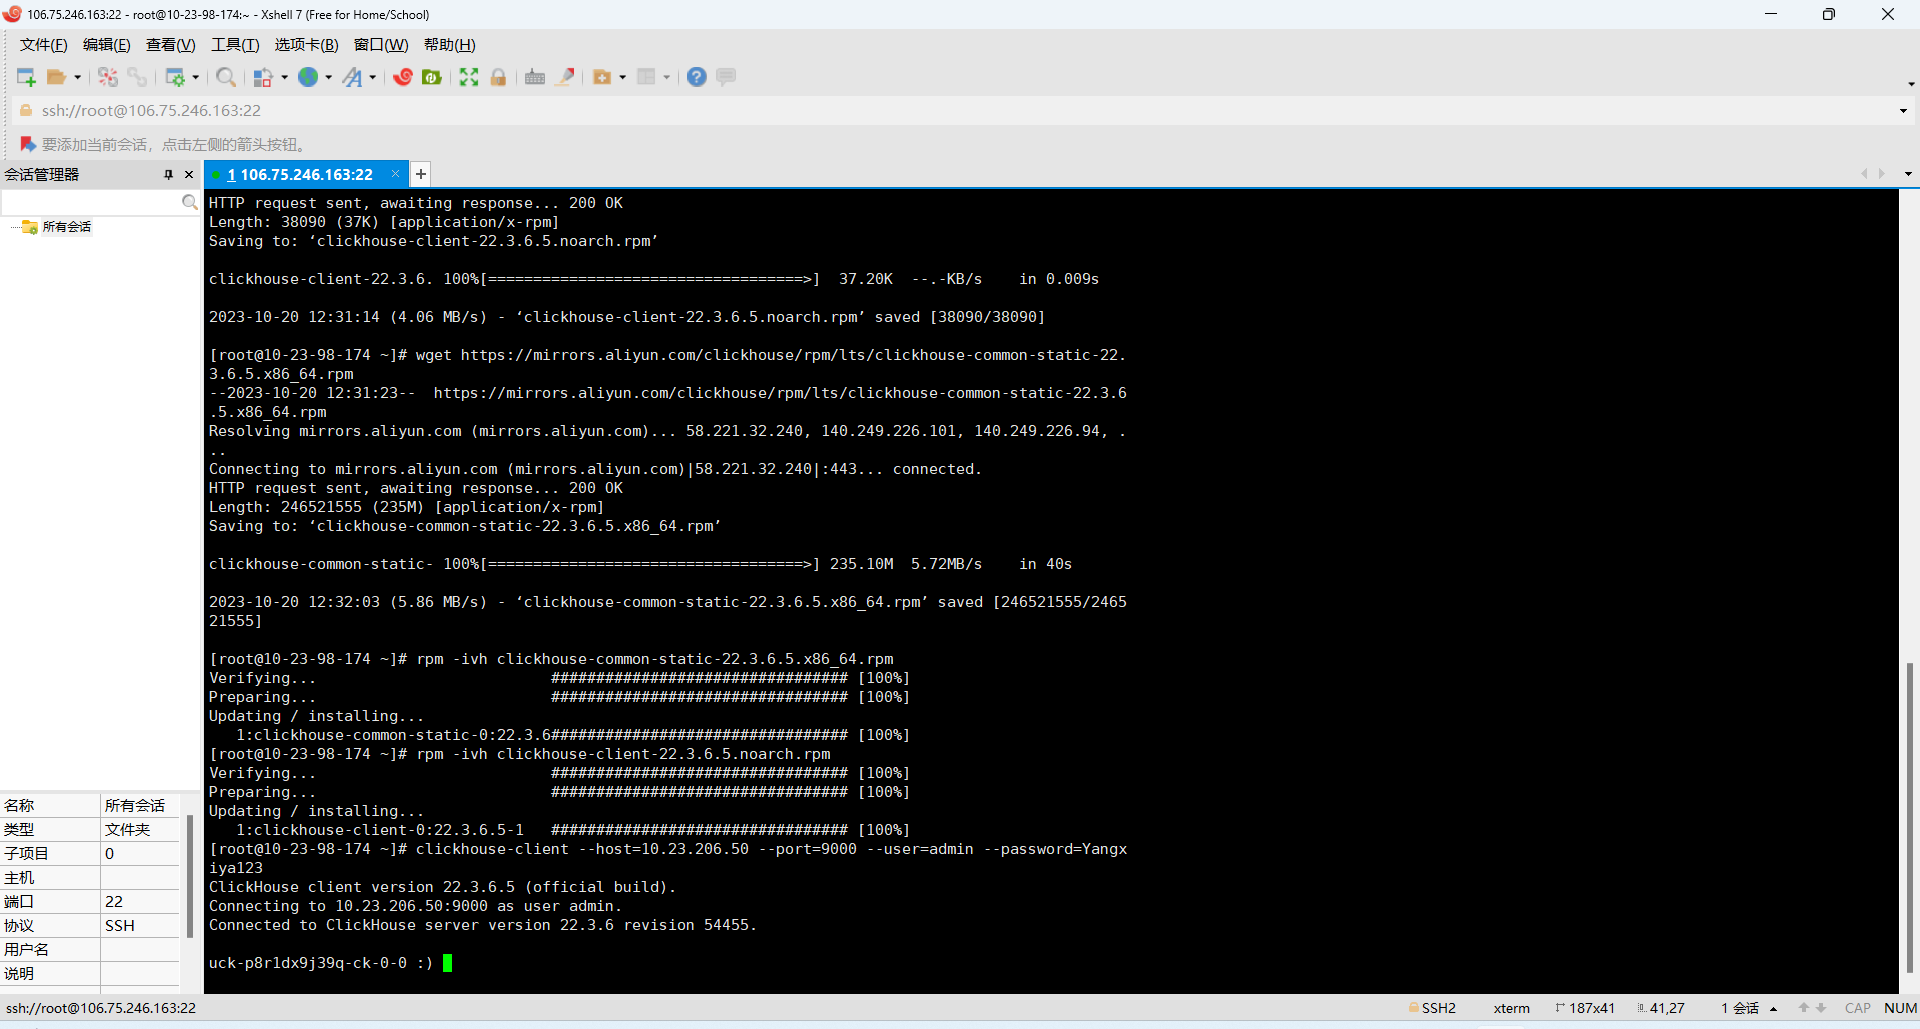 106.75.246.163:22 - root@10-23-98-174:~ - Xshell 7 (Free for Home/School)
文件(F) 编辑(E) 查看(V) 工具(T) 选项卡(B) 窗口(W) 帮助(H)
ssh://root@106.75.246.163:22
要添加当前会话，点击左侧的箭头按钮。
会话管理器
1 106.75.246.163:22
所有会话
HTTP request sent, awaiting response... 200 OK
Length: 38090 (37K) [application/x-rpm]
Saving to: ‘clickhouse-client-22.3.6.5.noarch.rpm’
clickhouse-client-22.3.6. 100%[===================================>]  37.20K  --.-KB/s    in 0.009s
2023-10-20 12:31:14 (4.06 MB/s) - ‘clickhouse-client-22.3.6.5.noarch.rpm’ saved [38090/38090]
[root@10-23-98-174 ~]# wget https://mirrors.aliyun.com/clickhouse/rpm/lts/clickhouse-common-static-22.
3.6.5.x86_64.rpm
--2023-10-20 12:31:23--  https://mirrors.aliyun.com/clickhouse/rpm/lts/clickhouse-common-static-22.3.6
.5.x86_64.rpm
Resolving mirrors.aliyun.com (mirrors.aliyun.com)... 58.221.32.240, 140.249.226.101, 140.249.226.94, .
..
Connecting to mirrors.aliyun.com (mirrors.aliyun.com)|58.221.32.240|:443... connected.
HTTP request sent, awaiting response... 200 OK
Length: 246521555 (235M) [application/x-rpm]
Saving to: ‘clickhouse-common-static-22.3.6.5.x86_64.rpm’
clickhouse-common-static- 100%[===================================>] 235.10M  5.72MB/s    in 40s
2023-10-20 12:32:03 (5.86 MB/s) - ‘clickhouse-common-static-22.3.6.5.x86_64.rpm’ saved [246521555/2465
21555]
[root@10-23-98-174 ~]# rpm -ivh clickhouse-common-static-22.3.6.5.x86_64.rpm
Verifying...                          ################################# [100%]
Preparing...                          ################################# [100%]
Updating / installing...
   1:clickhouse-common-static-0:22.3.6################################# [100%]
[root@10-23-98-174 ~]# rpm -ivh clickhouse-client-22.3.6.5.noarch.rpm
Verifying...                          ################################# [100%]
Preparing...                          ################################# [100%]
Updating / installing...
   1:clickhouse-client-0:22.3.6.5-1   ################################# [100%]
[root@10-23-98-174 ~]# clickhouse-client --host=10.23.206.50 --port=9000 --user=admin --password=Yangx
iya123
ClickHouse client version 22.3.6.5 (official build).
Connecting to 10.23.206.50:9000 as user admin.
Connected to ClickHouse server version 22.3.6 revision 54455.
uck-p8r1dx9j39q-ck-0-0 :)
名称 所有会话
类型 文件夹
子项目 0
主机
端口 22
协议 SSH
用户名
说明
ssh://root@106.75.246.163:22 SSH2 xterm 187x41 41,27 1 会话 CAP NUM